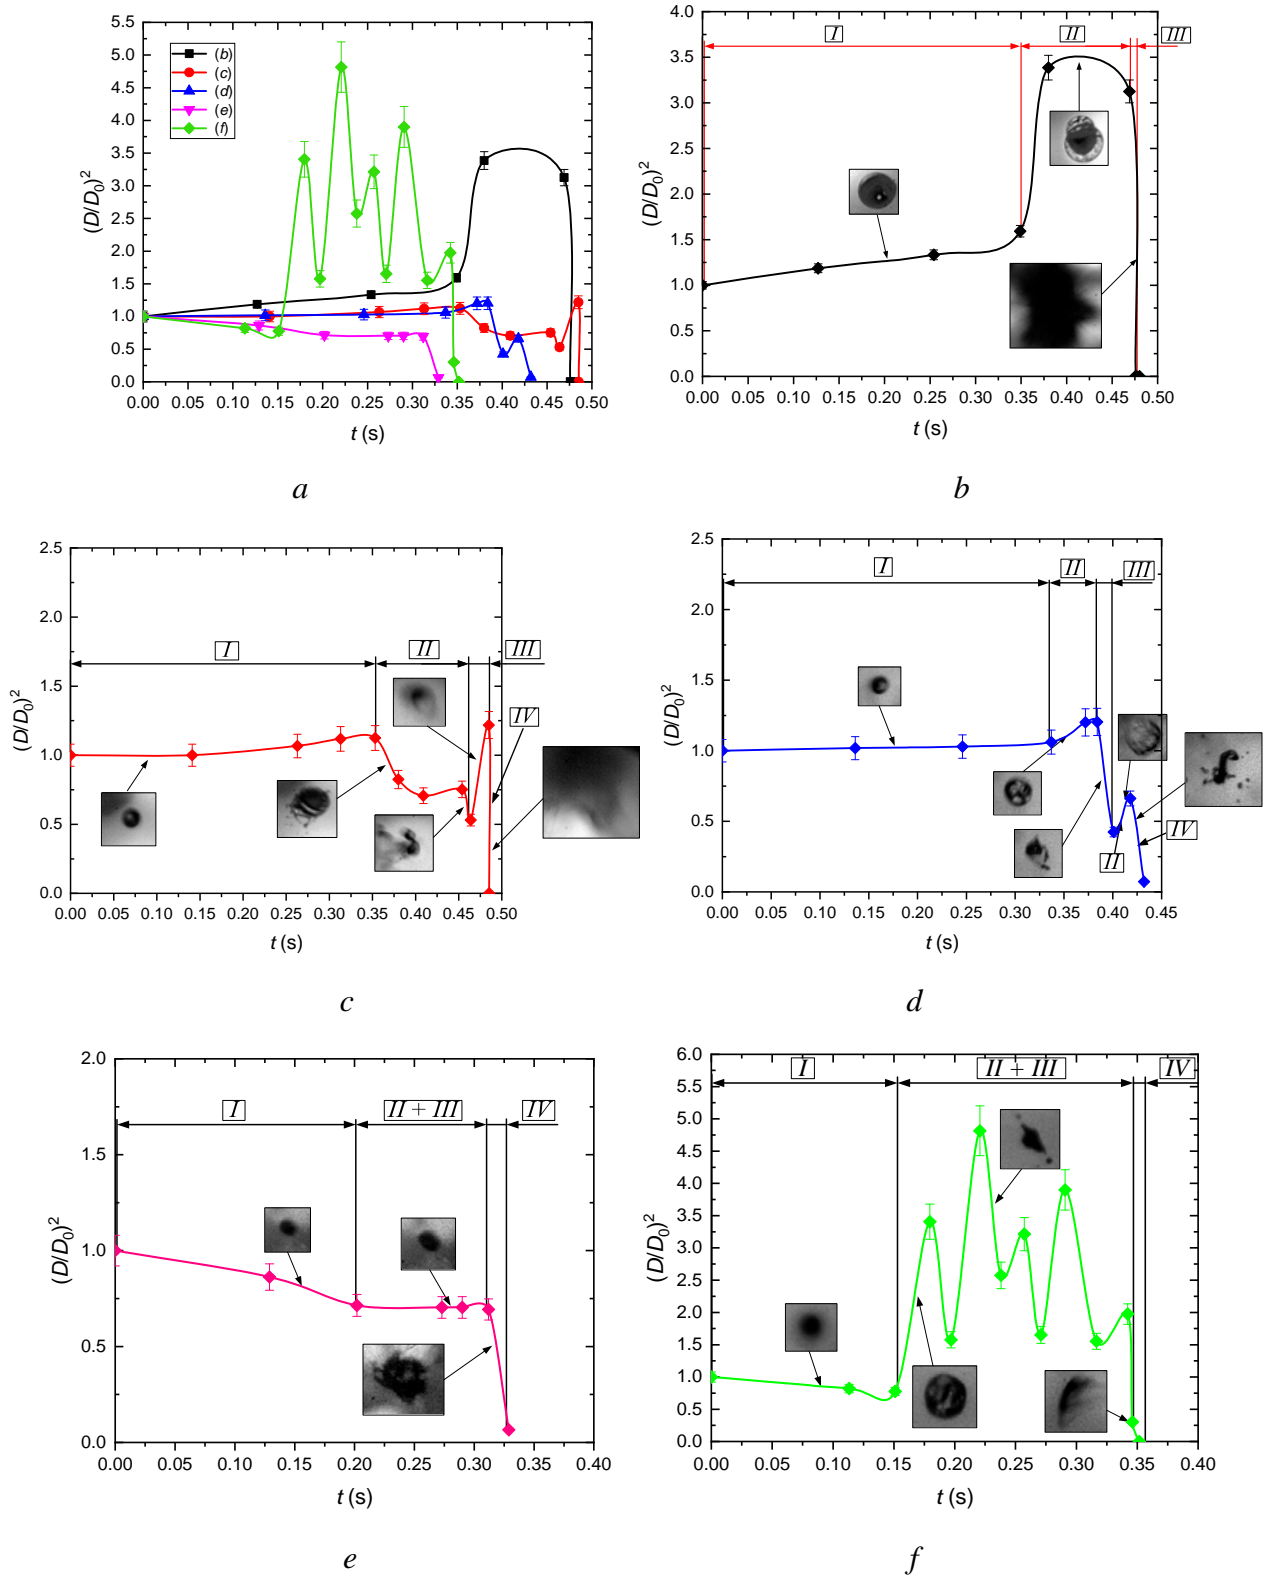 (D/D0)²
5.5
5.0
4.5
4.0
3.5
3.0
2.5
2.0
1.5
1.0
0.5
0.0
(b)
(c)
(d)
(e)
(f)
0.00 0.05 0.10 0.15 0.20 0.25 0.30 0.35 0.40 0.45 0.50
t (s)
a
(D/D0)²
4.0
3.5
3.0
2.5
2.0
1.5
1.0
0.5
0.0
I II III
0.00 0.05 0.10 0.15 0.20 0.25 0.30 0.35 0.40 0.45 0.50
t (s)
b
(D/D0)²
2.5
2.0
1.5
1.0
0.5
0.0
I II III
IV
0.00 0.05 0.10 0.15 0.20 0.25 0.30 0.35 0.40 0.45 0.50
t (s)
c
(D/D0)²
2.5
2.0
1.5
1.0
0.5
0.0
I II III
IV
II
0.00 0.05 0.10 0.15 0.20 0.25 0.30 0.35 0.40 0.45
t (s)
d
(D/D0)²
2.0
1.5
1.0
0.5
0.0
I II + III IV
0.00 0.05 0.10 0.15 0.20 0.25 0.30 0.35 0.40
t (s)
e
(D/D0)²
6.0
5.5
5.0
4.5
4.0
3.5
3.0
2.5
2.0
1.5
1.0
0.5
0.0
I II + III IV
0.00 0.05 0.10 0.15 0.20 0.25 0.30 0.35 0.40
t (s)
f